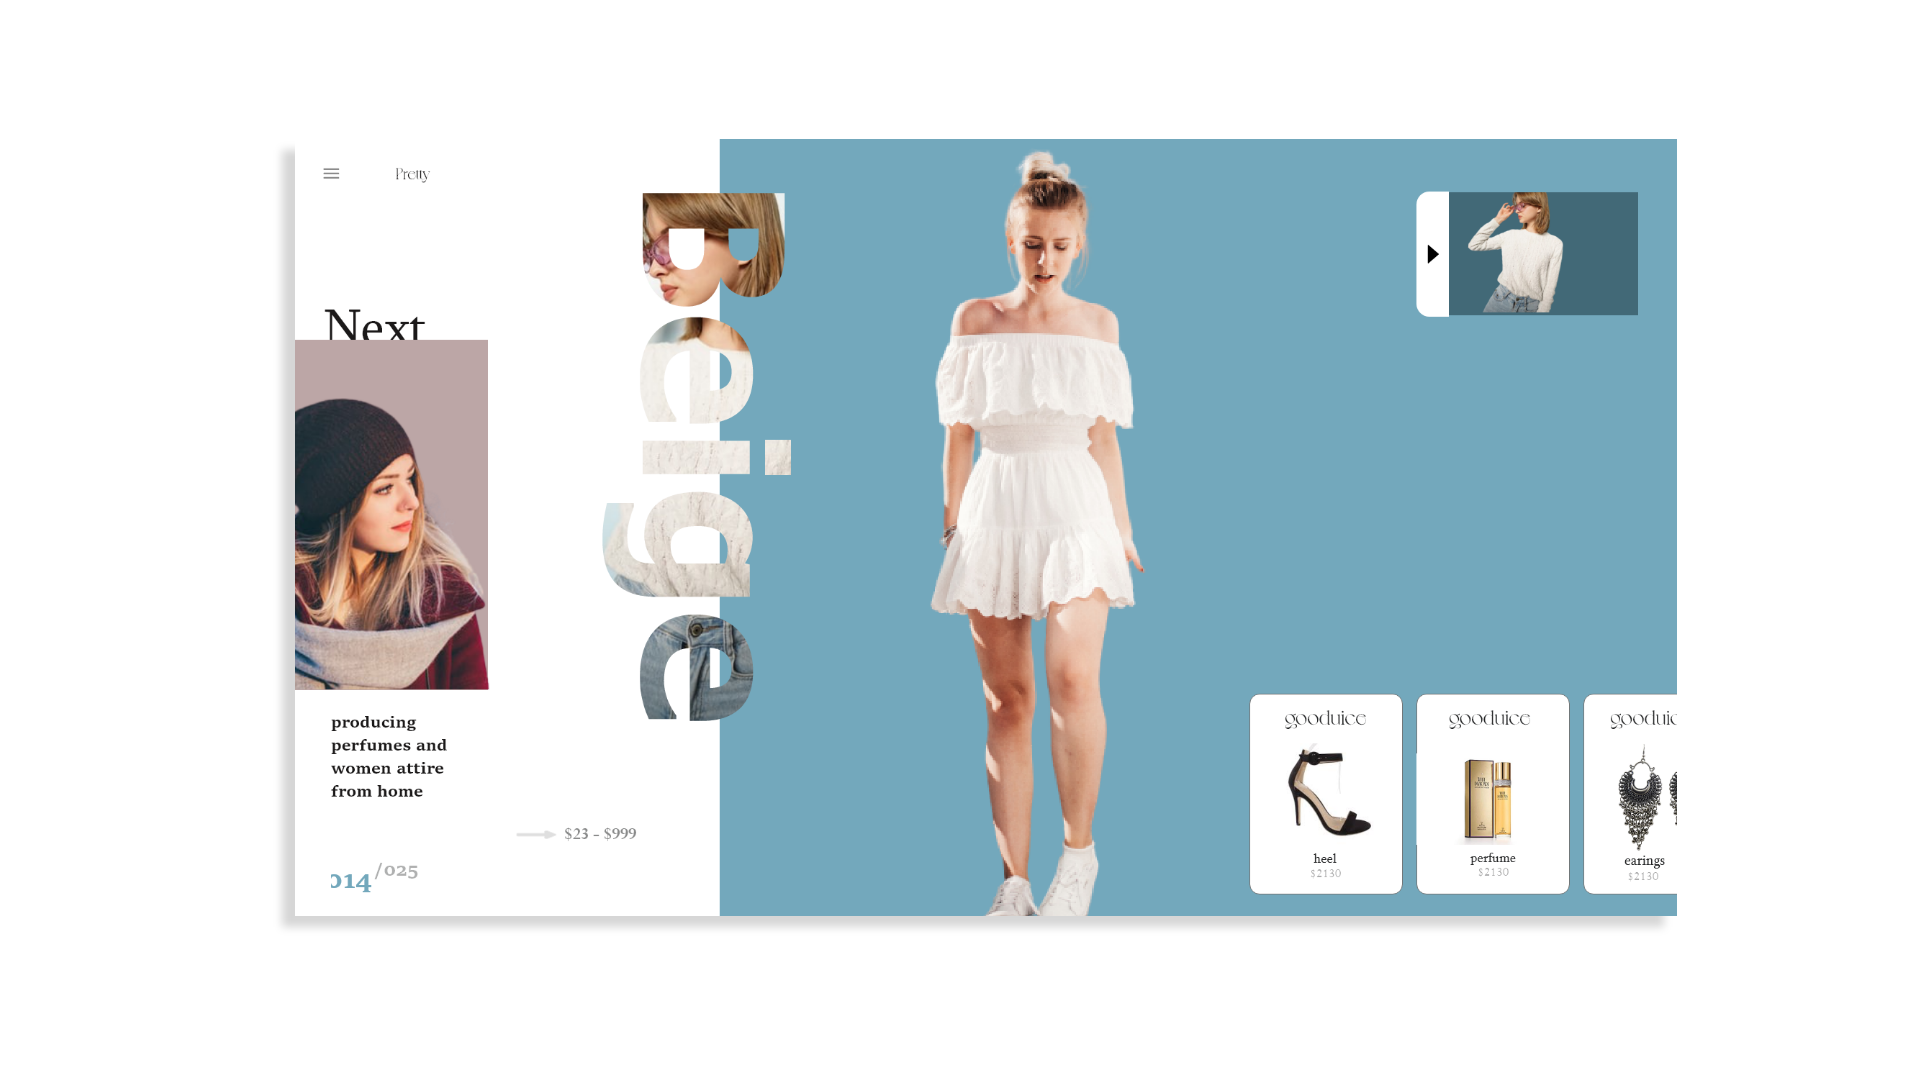 Pretty
Next
Beige
producing
perfumes and
women attire
from home
$23 - $999
014/025
gooduice
heel
$2130
gooduice
perfume
$2130
gooduic
earings
$2130